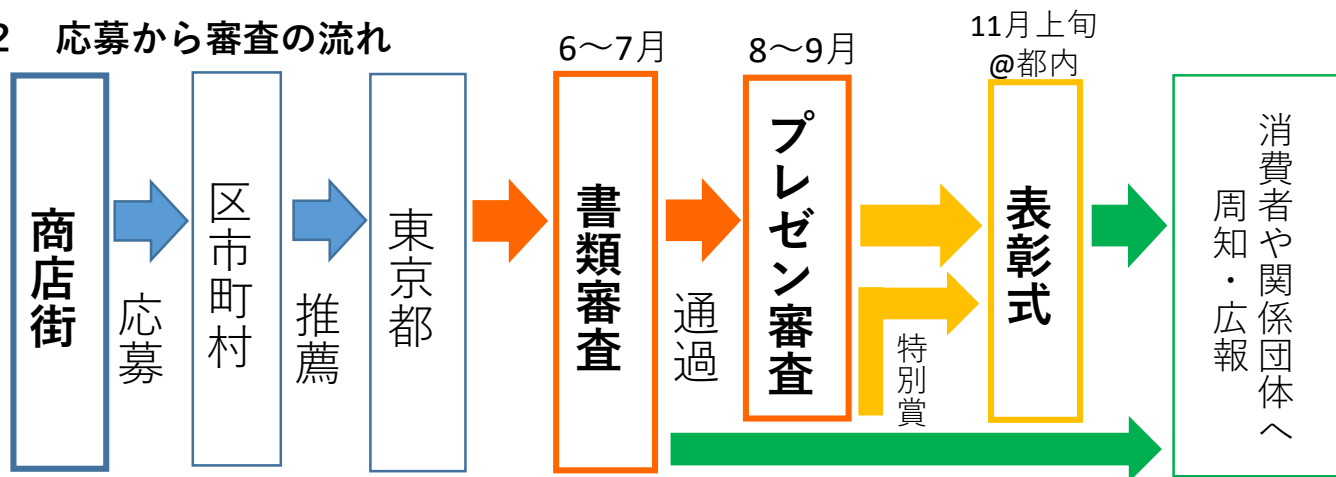 2 応募から審査の流れ
商店街
応募
区市町村
推薦
東京都
6～7月
書類審査
通過
8～9月
プレゼン審査
特別賞
11月上旬
@都内
表彰式
消費者や関係団体へ
周知・広報